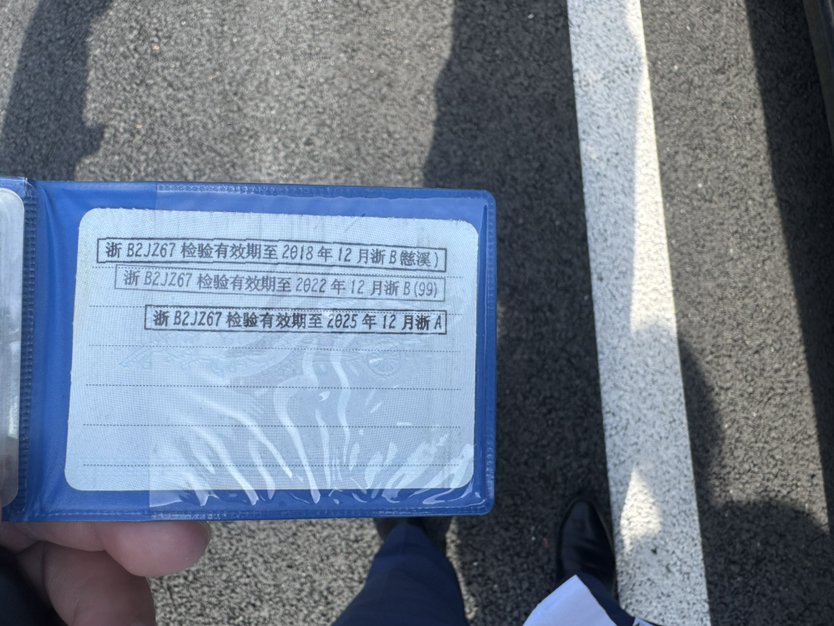 浙 B2JZ67 检验有效期至 2018 年 12 月浙 B(慈溪)
浙 B2JZ67 检验有效期至 2022 年 12 月浙 B(99)
浙 B2JZ67 检验有效期至 2025 年 12 月浙 A